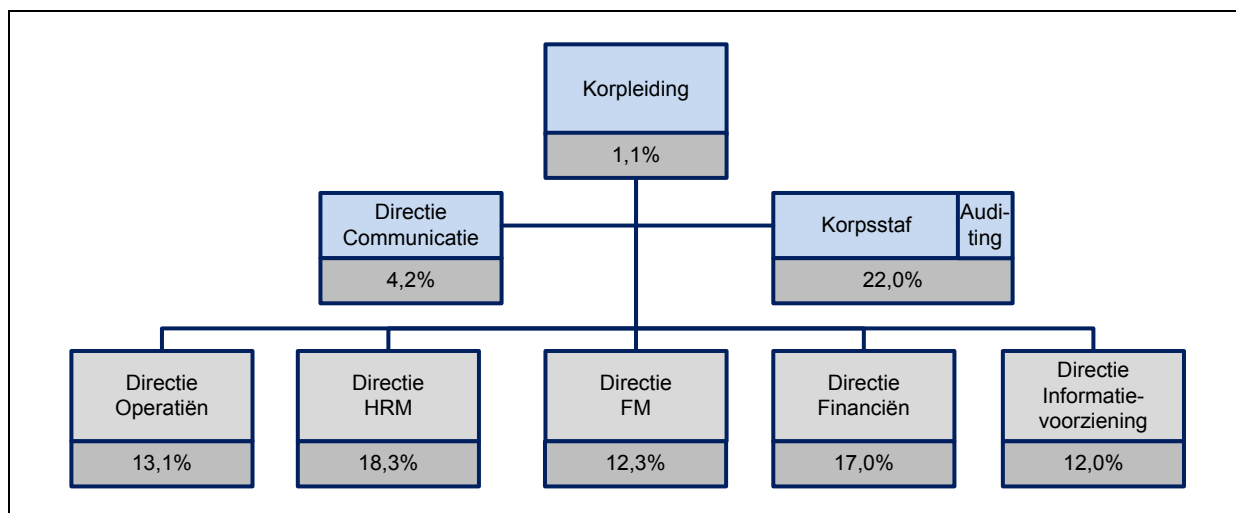 Korpleiding
1,1%
Directie
Communicatie
4,2%
Korpsstaf
Audi-
ting
22,0%
Directie
Operatiën
13,1%
Directie
HRM
18,3%
Directie
FM
12,3%
Directie
Financiën
17,0%
Directie
Informatie-
voorziening
12,0%